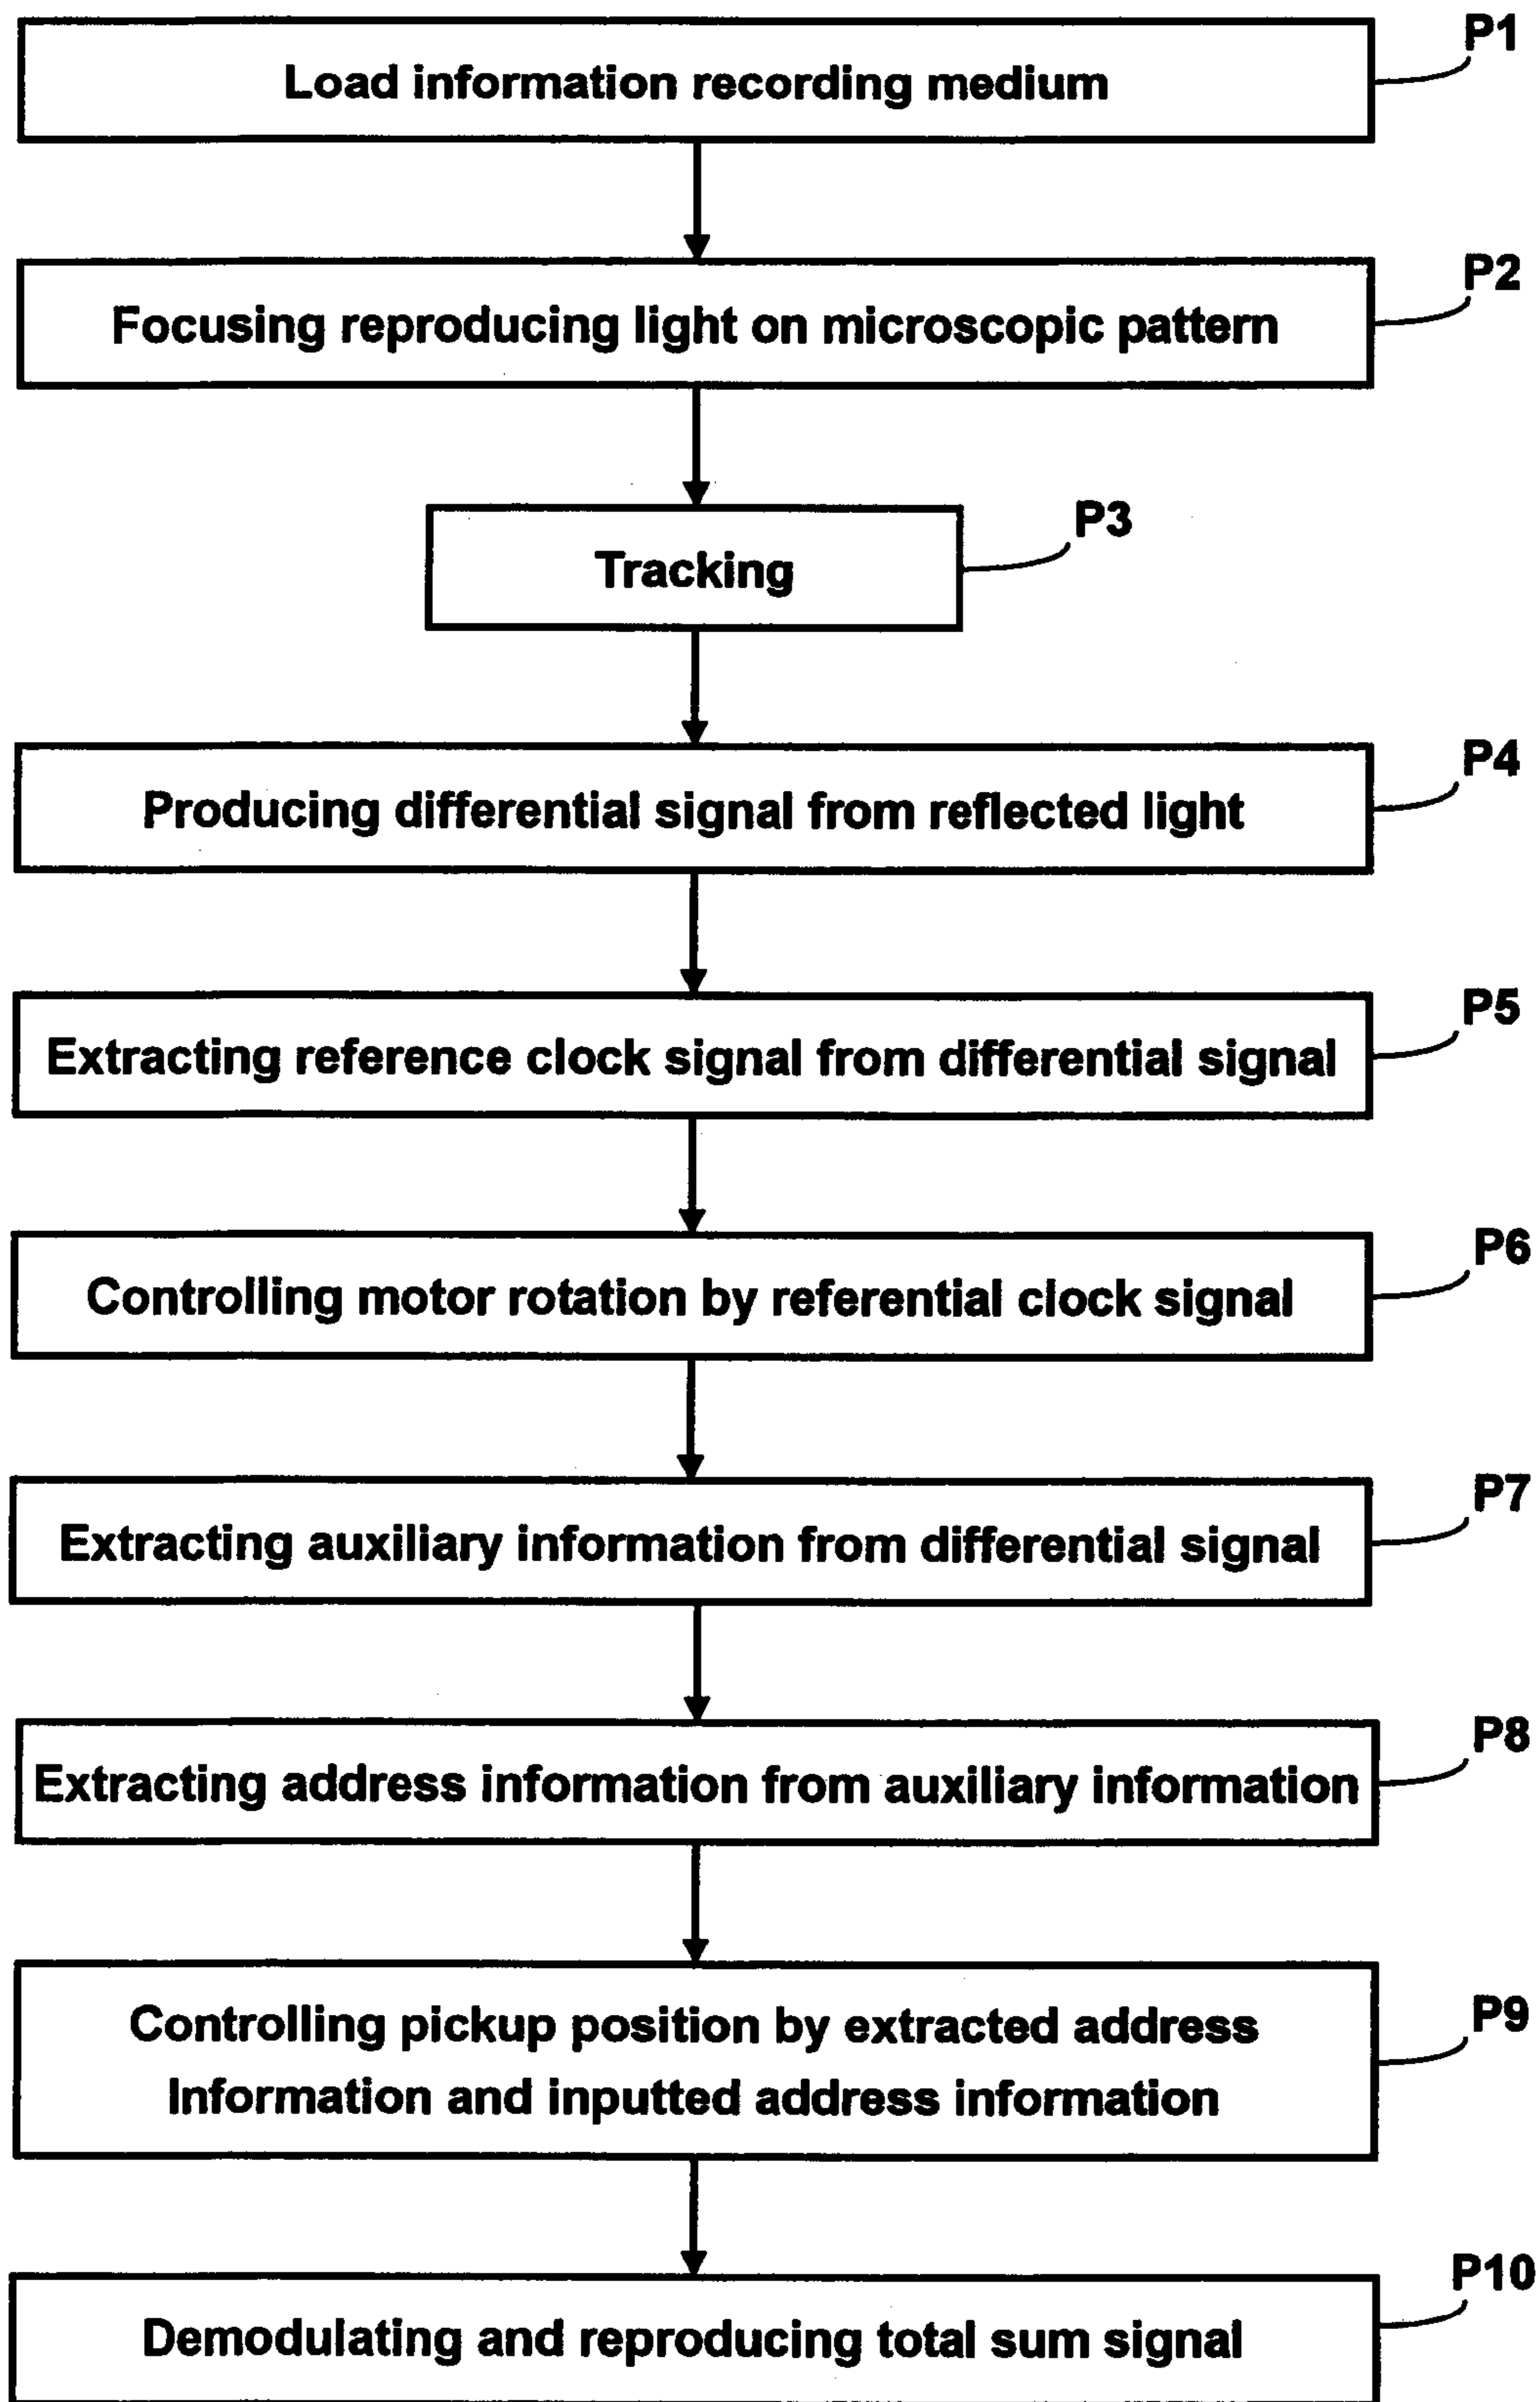 P1
Load information recording medium
P2
Focusing reproducing light on microscopic pattern
P3
Tracking
P4
Producing differential signal from reflected light
P5
Extracting reference clock signal from differential signal
P6
Controlling motor rotation by referential clock signal
P7
Extracting auxiliary information from differential signal
P8
Extracting address information from auxiliary information
P9
Controlling pickup position by extracted address
Information and inputted address information
P10
Demodulating and reproducing total sum signal